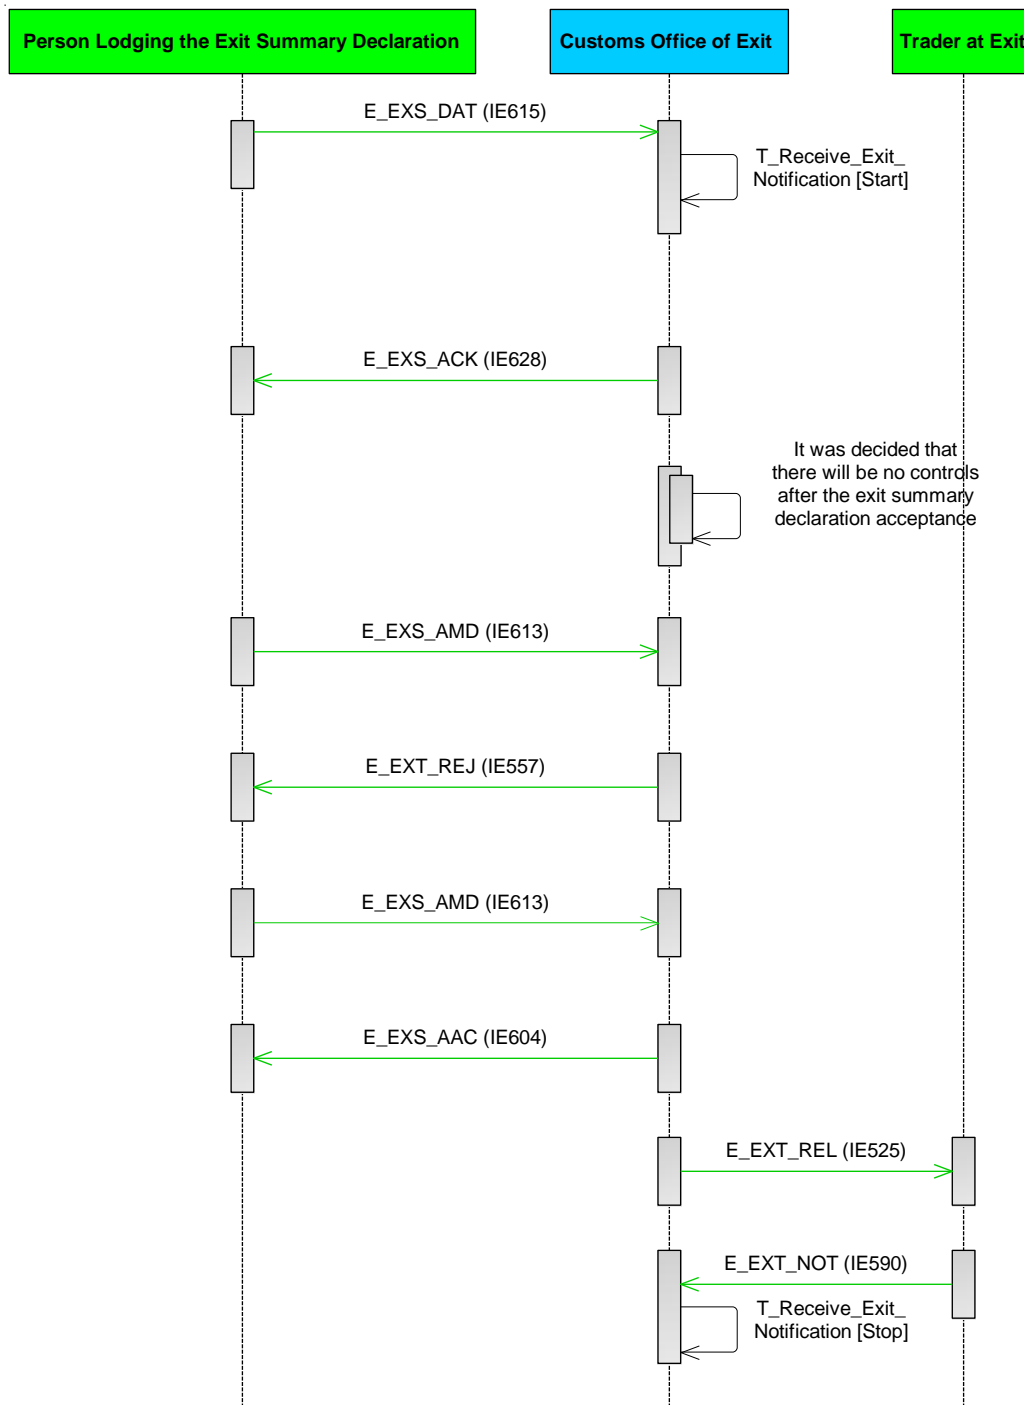 Person Lodging the Exit Summary Declaration
Customs Office of Exit
Trader at Exit
E_EXS_DAT (IE615)
T_Receive_Exit_
Notification [Start]
E_EXS_ACK (IE628)
It was decided that
there will be no controls
after the exit summary
declaration acceptance
E_EXS_AMD (IE613)
E_EXT_REJ (IE557)
E_EXS_AMD (IE613)
E_EXS_AAC (IE604)
E_EXT_REL (IE525)
E_EXT_NOT (IE590)
T_Receive_Exit_
Notification [Stop]